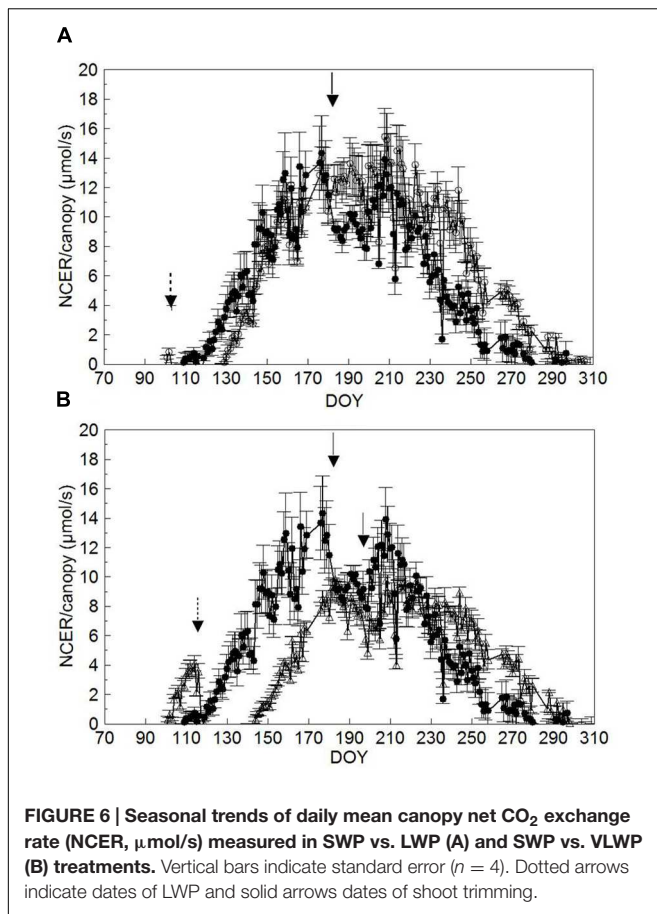 A
20
18
16
14
12
10
8
6
4
2
0
NCER/canopy (μmol/s)
70 90 110 130 150 170 190 210 230 250 270 290 310
DOY
B
20
18
16
14
12
10
8
6
4
2
0
NCER/canopy (μmol/s)
70 90 110 130 150 170 190 210 230 250 270 290 310
DOY
FIGURE 6 | Seasonal trends of daily mean canopy net CO₂ exchange
rate (NCER, μmol/s) measured in SWP vs. LWP (A) and SWP vs. VLWP
(B) treatments. Vertical bars indicate standard error (n = 4). Dotted arrows
indicate dates of LWP and solid arrows dates of shoot trimming.